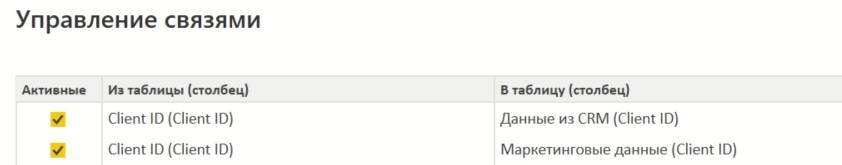 Управление связями
Активные Из таблицы (столбец) В таблицу (столбец)
Client ID (Client ID) Данные из CRM (Client ID)
Client ID (Client ID) Маркетинговые данные (Client ID)